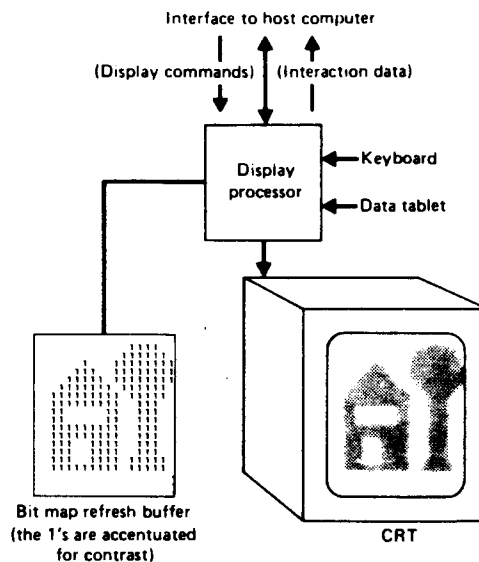 Interface to host computer
(Display commands)
(Interaction data)
Display
processor
Keyboard
Data tablet
Bit map refresh buffer
(the 1's are accentuated
for contrast)
CRT